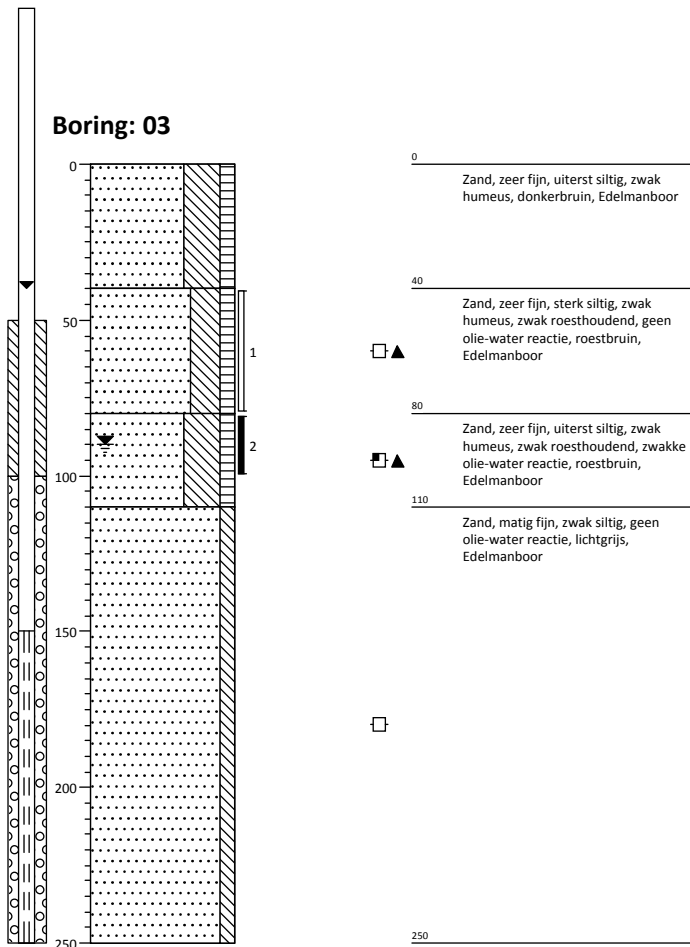 Boring: 03
0
50
100
150
200
250
1
2
0
Zand, zeer fijn, uiterst siltig, zwak
humeus, donkerbruin, Edelmanboor
40
Zand, zeer fijn, sterk siltig, zwak
humeus, zwak roesthoudend, geen
olie-water reactie, roestbruin,
Edelmanboor
80
Zand, zeer fijn, uiterst siltig, zwak
humeus, zwak roesthoudend, zwakke
olie-water reactie, roestbruin,
Edelmanboor
110
Zand, matig fijn, zwak siltig, geen
olie-water reactie, lichtgrijs,
Edelmanboor
250